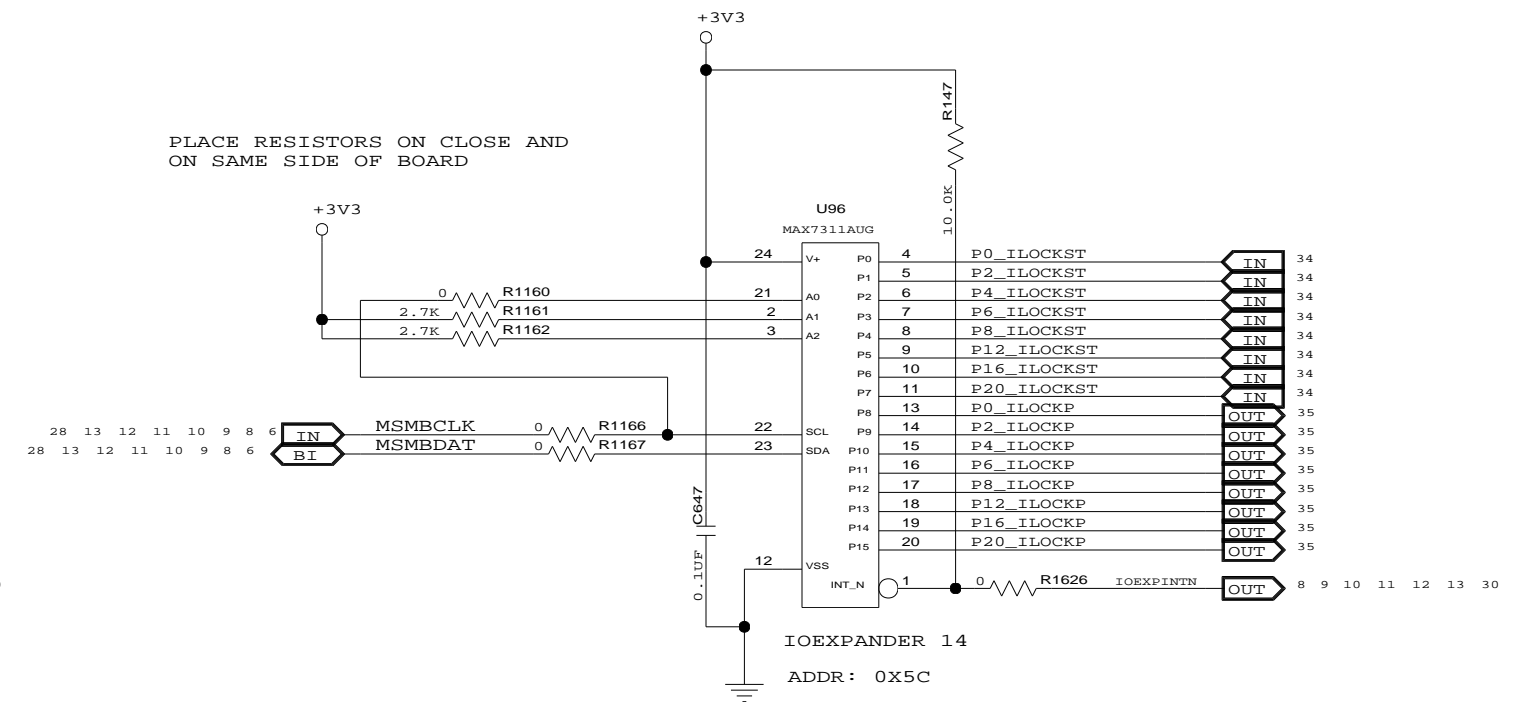 +3V3
R147
10.0K
PLACE RESISTORS ON CLOSE AND
ON SAME SIDE OF BOARD
+3V3
U96
MAX7311AUG
24 V+ P0 4 P0_ILOCKST IN 34
P1 5 P2_ILOCKST IN 34
0 R1160 21 A0 P2 6 P4_ILOCKST IN 34
2.7K R1161 2 A1 P3 7 P6_ILOCKST IN 34
2.7K R1162 3 A2 P4 8 P8_ILOCKST IN 34
P5 9 P12_ILOCKST IN 34
P6 10 P16_ILOCKST IN 34
P7 11 P20_ILOCKST IN 34
P8 13 P0_ILOCKP OUT 35
28 13 12 11 10 9 8 6 IN MSMBCLK 0 R1166 22 SCL P9 14 P2_ILOCKP OUT 35
28 13 12 11 10 9 8 6 BI MSMBDAT 0 R1167 23 SDA P10 15 P4_ILOCKP OUT 35
P11 16 P6_ILOCKP OUT 35
P12 17 P8_ILOCKP OUT 35
C647 P13 18 P12_ILOCKP OUT 35
P14 19 P16_ILOCKP OUT 35
P15 20 P20_ILOCKP OUT 35
0.1UF 12 VSS
INT_N 1 0 R1626 IOEXPINTN OUT 8 9 10 11 12 13 30
IOEXPANDER 14
ADDR: 0X5C